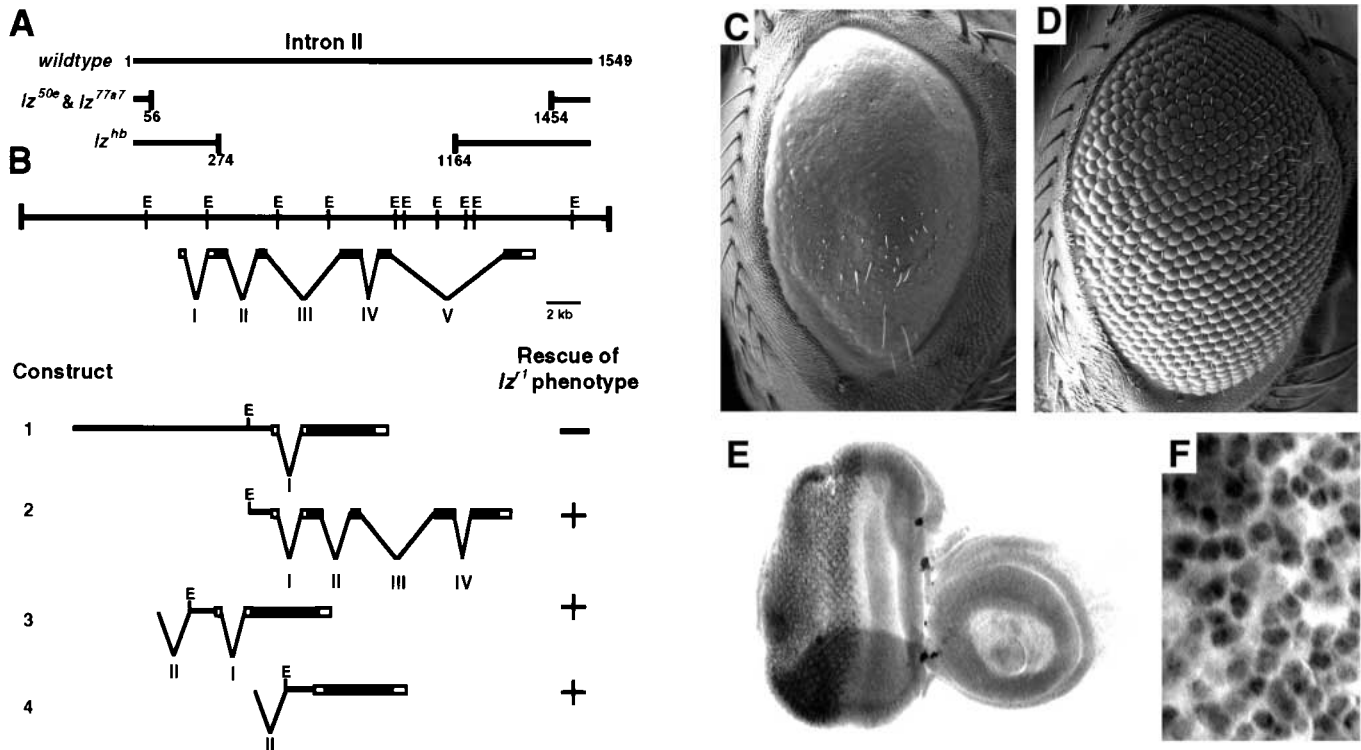 A
Intron II
wildtype 1 1549
lz50e & lz77a7
56 1454
lzhb
274 1164
B
E E E E E E E E E E
I II III IV V
2 kb
Construct
Rescue of
lzr1 phenotype
1 E −
I
2 E +
I II III IV
3 E +
II I
4 E +
II
C
D
E
F